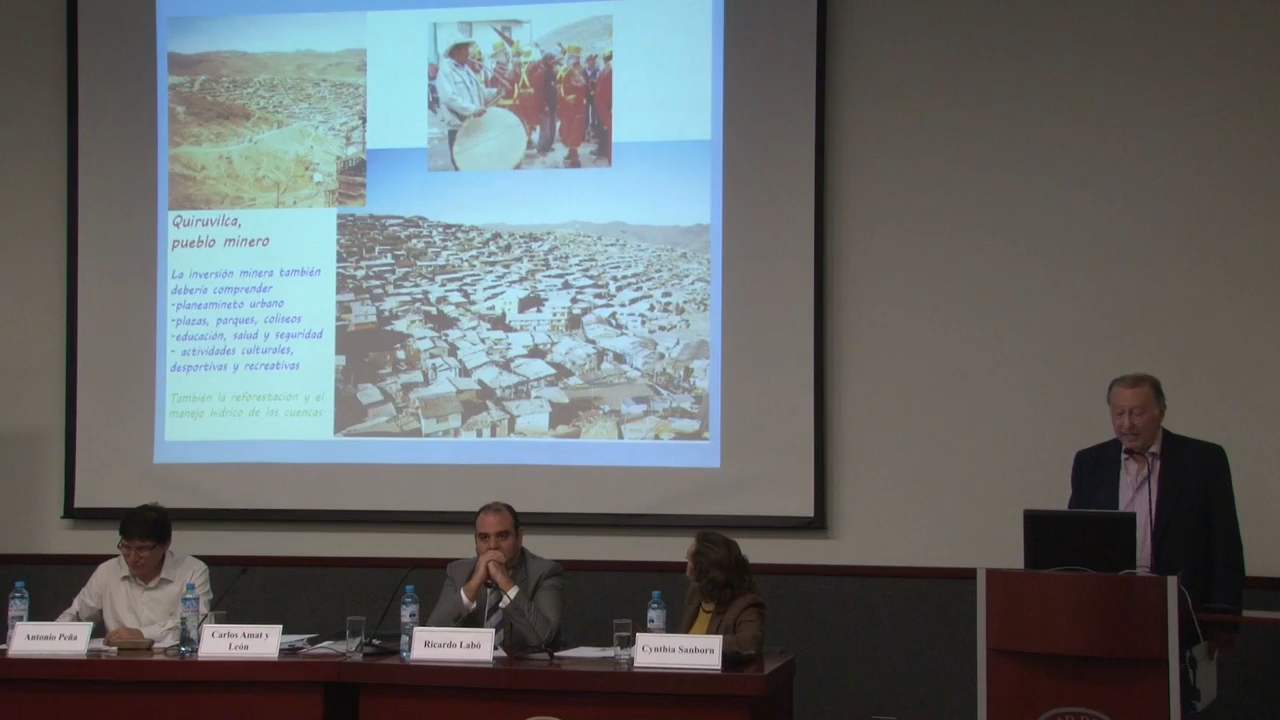 Quiruvilca,
pueblo minero
La inversión minera también
debería comprender
-planeamineto urbano
-plazas, parques, coliseos
-educación, salud y seguridad
- actividades culturales,
desportivas y recreativas
También la reforestación y el
manejo hídrico de las cuencas
Antonio Peña
Carlos Amat y
León
Ricardo Labó
Cynthia Sanborn